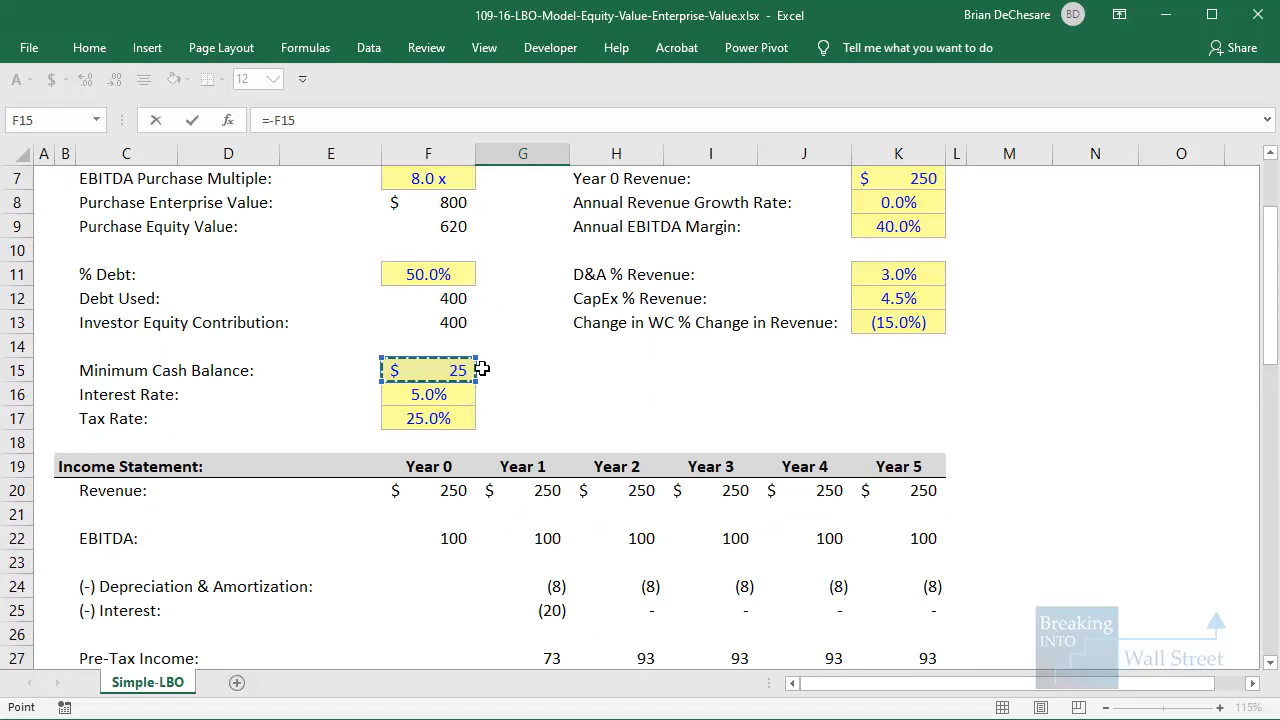 109-16-LBO-Model-Equity-Value-Enterprise-Value.xlsx - Excel Brian DeChesare BD
File Home Insert Page Layout Formulas Data Review View Developer Help Acrobat Power Pivot Tell me what you want to do Share
A $ 12
F15 fx =-F15
A B C D E F G H I J K L M N O
7 EBITDA Purchase Multiple: 8.0 x Year 0 Revenue: $ 250
8 Purchase Enterprise Value: $ 800 Annual Revenue Growth Rate: 0.0%
9 Purchase Equity Value: 620 Annual EBITDA Margin: 40.0%
10
11 % Debt: 50.0% D&A % Revenue: 3.0%
12 Debt Used: 400 CapEx % Revenue: 4.5%
13 Investor Equity Contribution: 400 Change in WC % Change in Revenue: (15.0%)
14
15 Minimum Cash Balance: $ 25
16 Interest Rate: 5.0%
17 Tax Rate: 25.0%
18
19 Income Statement: Year 0 Year 1 Year 2 Year 3 Year 4 Year 5
20 Revenue: $ 250 $ 250 $ 250 $ 250 $ 250 $ 250
21
22 EBITDA: 100 100 100 100 100 100
23
24 (-) Depreciation & Amortization: (8) (8) (8) (8) (8)
25 (-) Interest: (20) - - - -
26
27 Pre-Tax Income: 73 93 93 93 93
Breaking
INTO
Wall Street
Simple-LBO
Point 115%